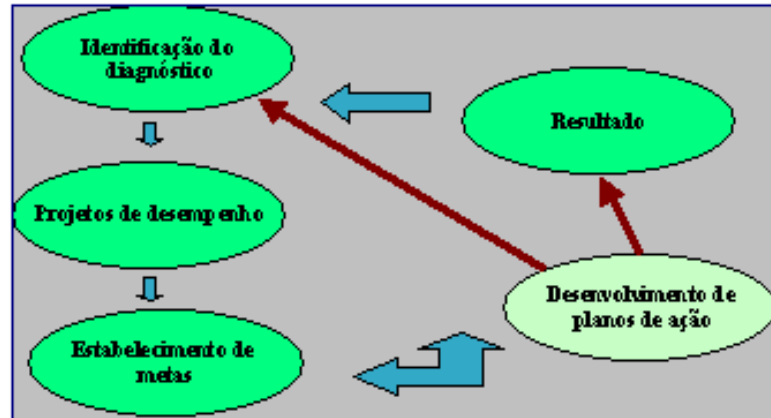 Identificação do
diagnóstico
Resultado
Projetos de desempenho
Desenvolvimento de
planos de ação
Estabelecimento de
metas